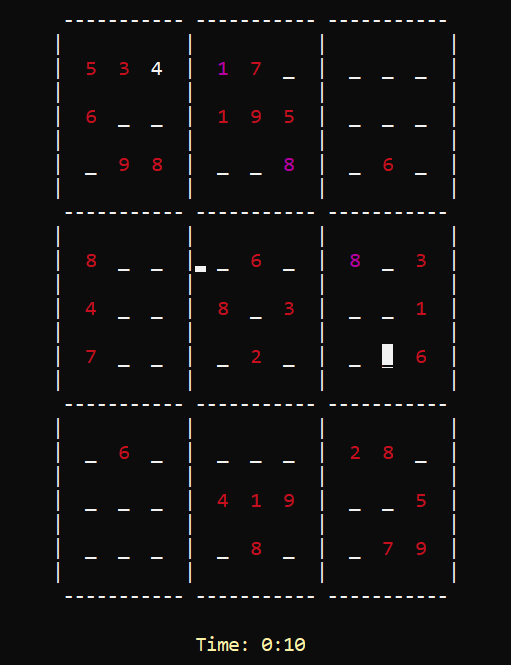 ----------- ----------- -----------
| | | |
| 5 3 4 | 1 7 _ | _ _ _ |
| | | |
| 6 _ _ | 1 9 5 | _ _ _ |
| | | |
| _ 9 8 | _ _ 8 | _ 6 _ |
| | | |
----------- ----------- -----------
| | | |
| 8 _ _ | _ 6 _ | 8 _ 3 |
| | | |
| 4 _ _ | 8 _ 3 | _ _ 1 |
| | | |
| 7 _ _ | _ 2 _ | _ _ 6 |
| | | |
----------- ----------- -----------
| | | |
| _ 6 _ | _ _ _ | 2 8 _ |
| | | |
| _ _ _ | 4 1 9 | _ _ 5 |
| | | |
| _ _ _ | _ 8 _ | _ 7 9 |
| | | |
----------- ----------- -----------
Time: 0:10